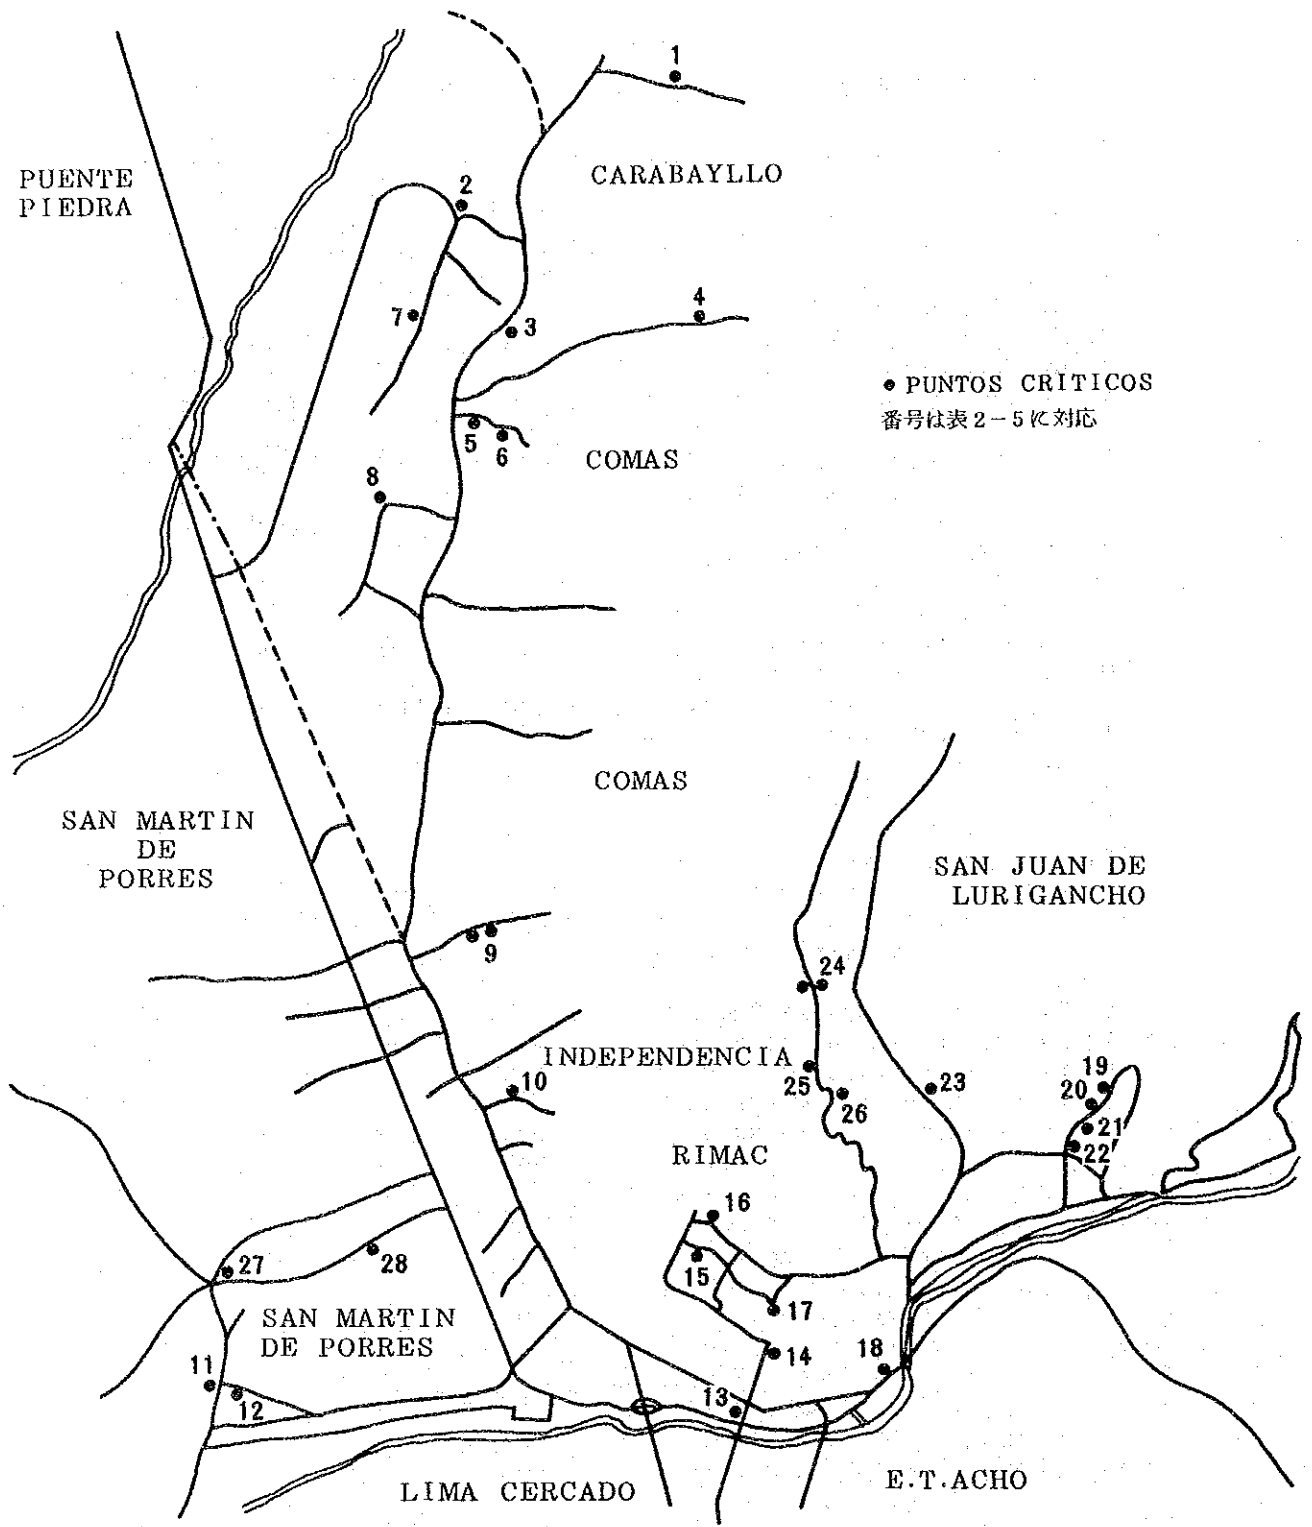 1
CARABAYLLO
PUENTE
PIEDRA
2
4
7
3
● PUNTOS CRITICOS
番号は表2-5に対応
5
6
COMAS
8
COMAS
SAN MARTIN
DE
PORRES
SAN JUAN DE
LURIGANCHO
9
24
INDEPENDENCIA
25
26
23
19
20
21
22
10
RIMAC
16
15
17
27
28
SAN MARTIN
DE PORRES
14
18
11
12
13
LIMA CERCADO
E.T.ACHO